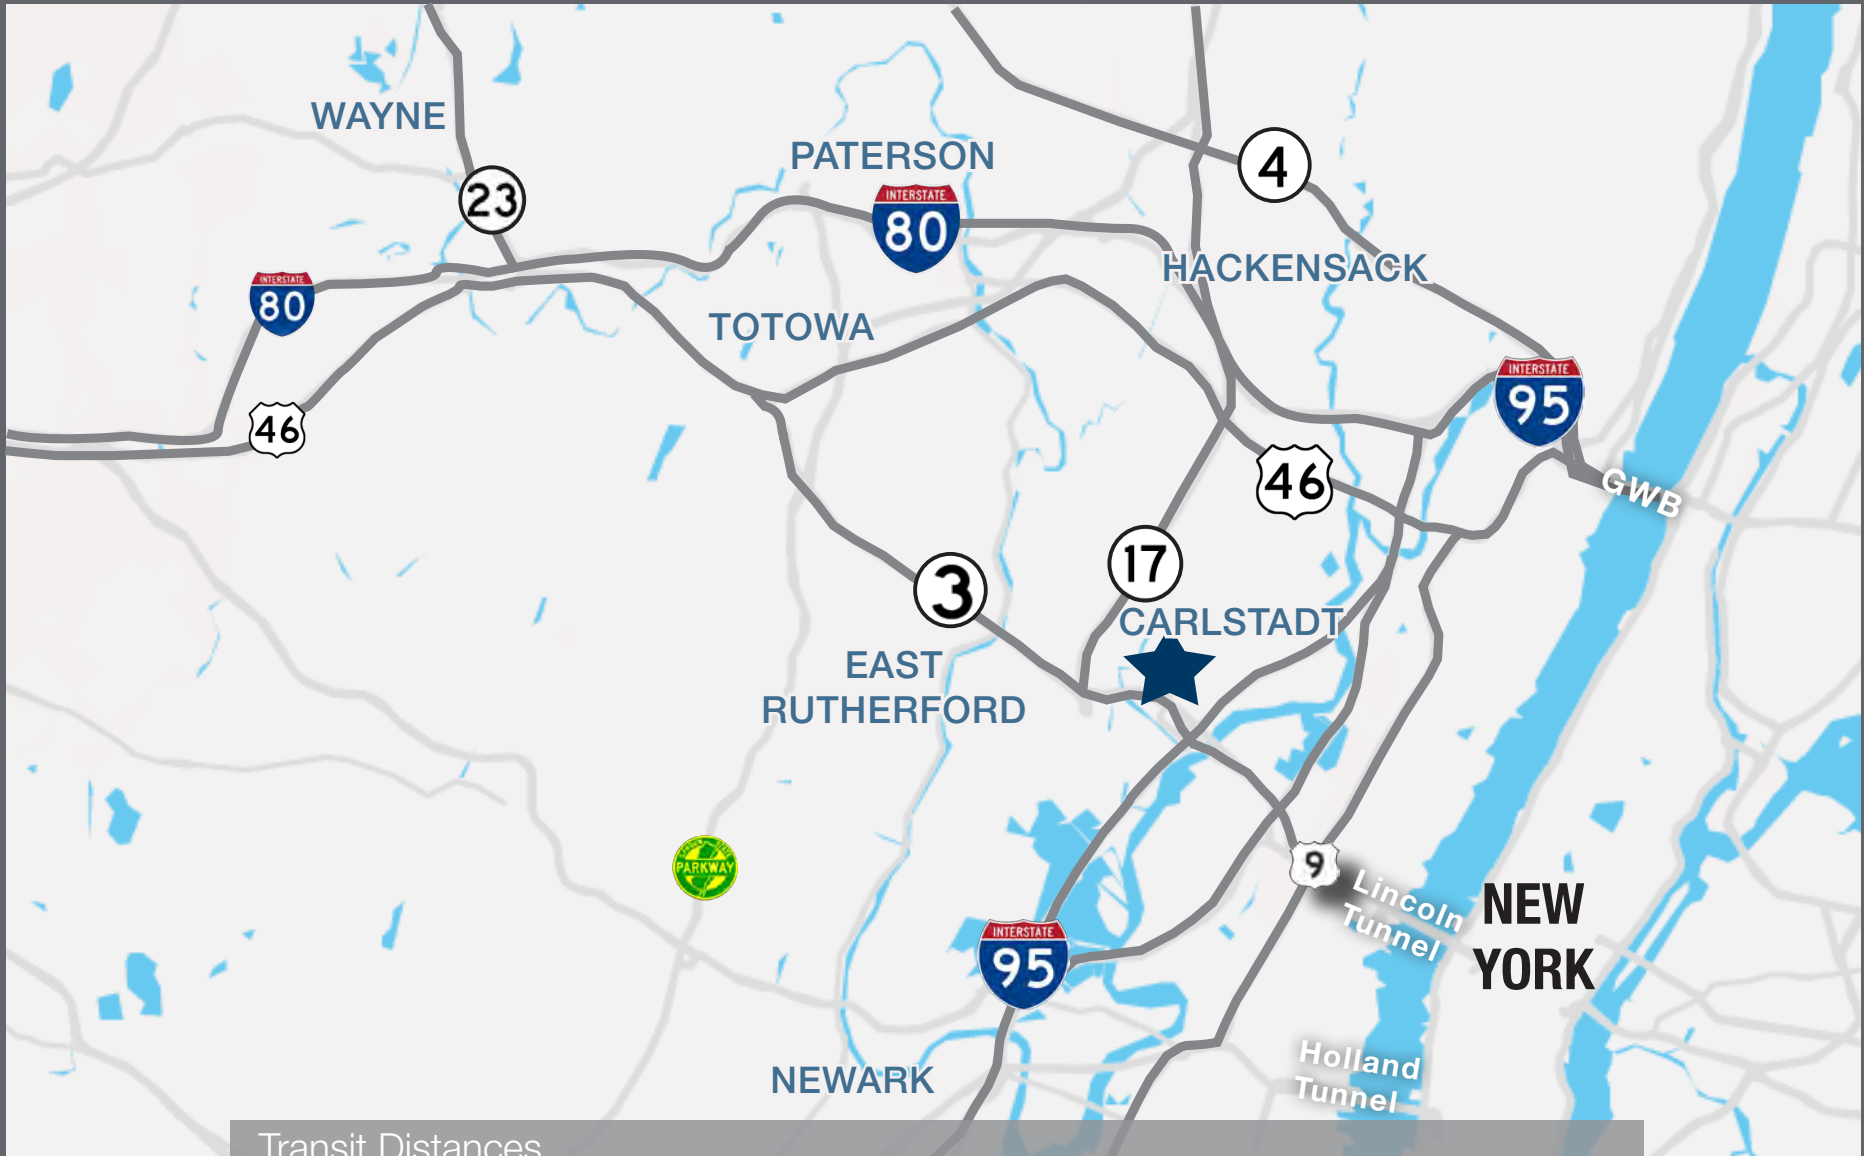 WAYNE
PATERSON
4
23
INTERSTATE
80
HACKENSACK
INTERSTATE
80
TOTOWA
INTERSTATE
95
46
46
GWB
17
3
CARLSTADT
EAST
RUTHERFORD
PARKWAY
9
Lincoln
Tunnel
NEW
YORK
INTERSTATE
95
Holland
Tunnel
NEWARK
Transit Distances